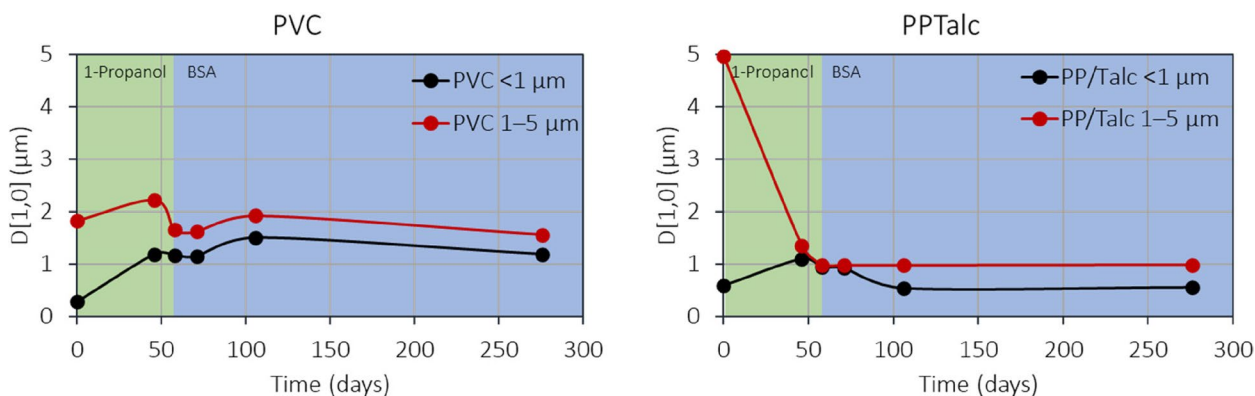 PVC
5
4
3
2
1
0
D[1,0] (µm)
1-Propanol
BSA
PVC <1 µm
PVC 1–5 µm
0
50
100
150
200
250
300
Time (days)
PPTalc
5
4
3
2
1
0
D[1,0] (µm)
1-Propanol
BSA
PP/Talc <1 µm
PP/Talc 1–5 µm
0
50
100
150
200
250
300
Time (days)